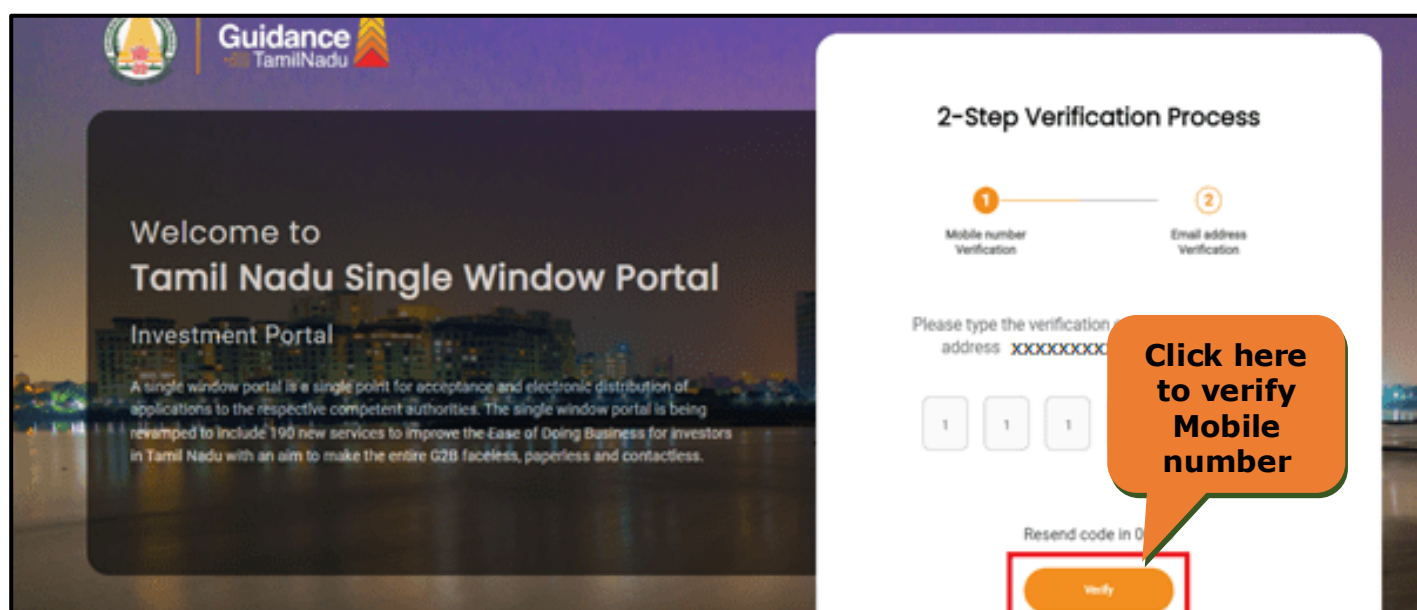 Guidance
TamilNadu
Welcome to
Tamil Nadu Single Window Portal
Investment Portal
A single window portal is a single point for acceptance and electronic distribution of
applications to the respective competent authorities. The single window portal is being
revamped to include 190 new services to improve the Ease of Doing Business for investors
in Tamil Nadu with an aim to make the entire G2B faceless, paperless and contactless.
2-Step Verification Process
1
2
Mobile number
Verification
Email address
Verification
Please type the verification
address XXXXXXXX
1 1 1
Resend code in 0
Verify
Click here
to verify
Mobile
number